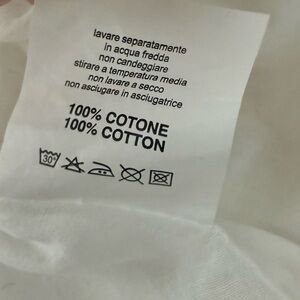 lavare separatamente
in acqua fredda
non candeggiare
stirare a temperatura media
non lavare a secco
non asciugare in asciugatrice
100% COTONE
100% COTTON
30°